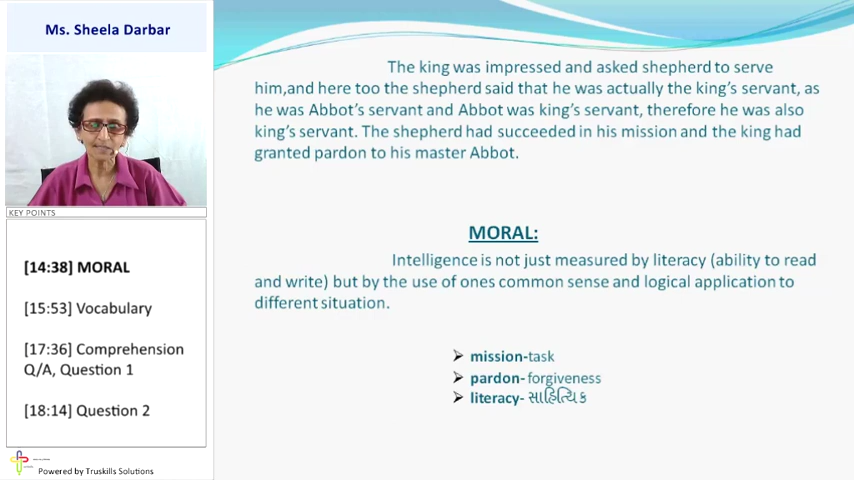 Ms. Sheela Darbar
KEY POINTS
[14:38] MORAL
[15:53] Vocabulary
[17:36] Comprehension
Q/A, Question 1
[18:14] Question 2
Powered by Truskills Solutions
The king was impressed and asked shepherd to serve
him,and here too the shepherd said that he was actually the king's servant, as
he was Abbot's servant and Abbot was king's servant, therefore he was also
king's servant. The shepherd had succeeded in his mission and the king had
granted pardon to his master Abbot.
MORAL:
Intelligence is not just measured by literacy (ability to read
and write) but by the use of ones common sense and logical application to
different situation.
➢ mission-task
➢ pardon- forgiveness
➢ literacy- સાહિત્યિક